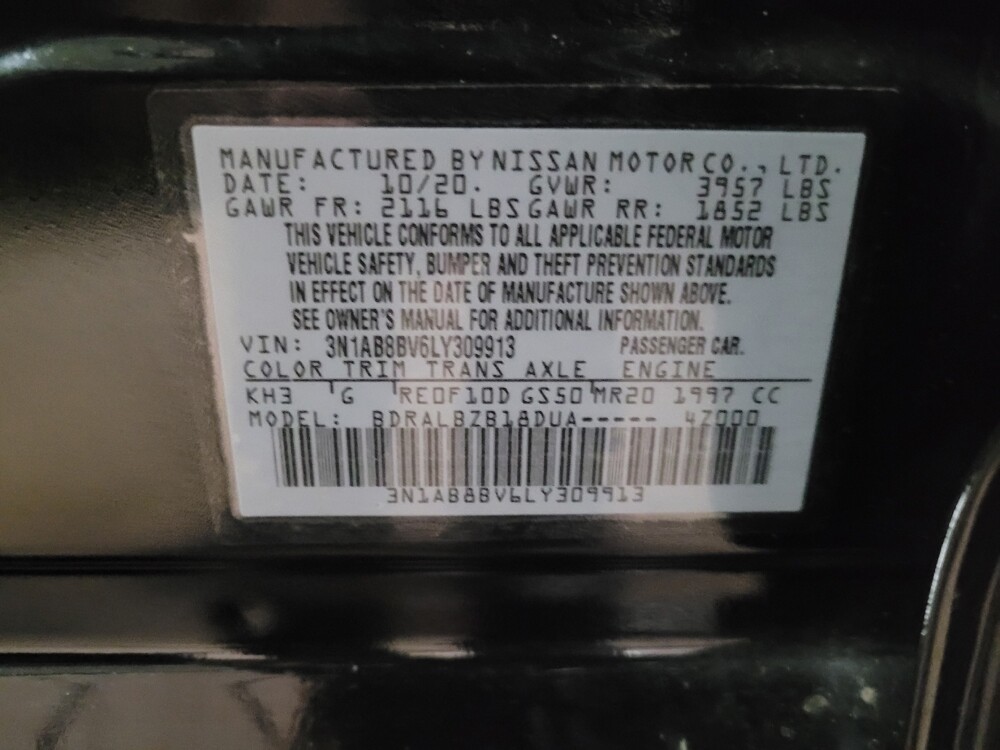 MANUFACTURED BY NISSAN MOTOR CO., LTD.
DATE: 10/20. GVWR: 3957 LBS
GAWR FR: 2116 LBS GAWR RR: 1852 LBS
THIS VEHICLE CONFORMS TO ALL APPLICABLE FEDERAL MOTOR
VEHICLE SAFETY, BUMPER AND THEFT PREVENTION STANDARDS
IN EFFECT ON THE DATE OF MANUFACTURE SHOWN ABOVE.
SEE OWNER'S MANUAL FOR ADDITIONAL INFORMATION.
VIN: 3N1AB8BV6LY309913 PASSENGER CAR.
COLOR TRIM TRANS AXLE ENGINE
KH3 G RE0F10D GS50 MR20 1997 CC
MODEL: BDRALBZB18DUA----- 4Z000
3N1AB8BV6LY309913